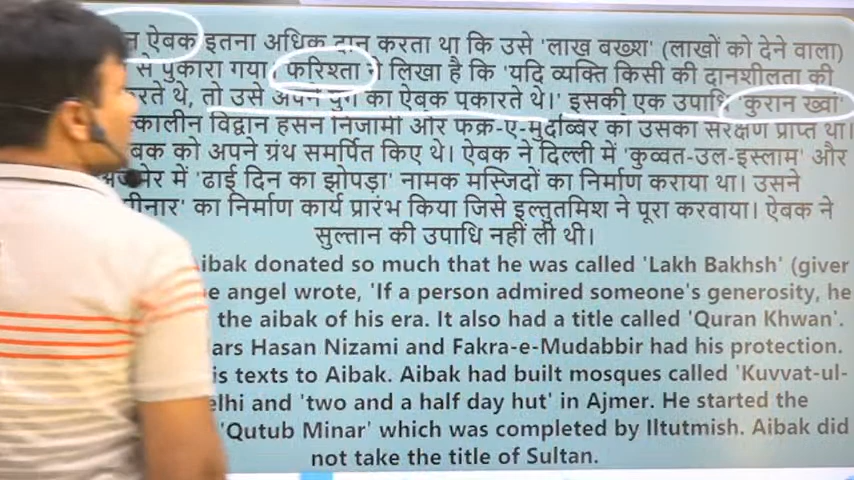 ऐबक इतना अधिक दान करता था कि उसे 'लाख बख्श' (लाखों को देने वाला)
से पुकारा गया फरिश्ता ने लिखा है कि 'यदि व्यक्ति किसी की दानशीलता की
करते थे, तो उसे अपने युग का ऐबक पुकारते थे।' इसकी एक उपाधि 'कुरान ख्वां'
कालीन विद्वान हसन निजामी और फक्र-ए-मुदब्बिर को उसका संरक्षण प्राप्त था।
को अपने ग्रंथ समर्पित किए थे। ऐबक ने दिल्ली में 'कुव्वत-उल-इस्लाम' और
अजमेर में 'ढाई दिन का झोपड़ा' नामक मस्जिदों का निर्माण कराया था। उसने
का निर्माण कार्य प्रारंभ किया जिसे इल्तुतमिश ने पूरा करवाया। ऐबक ने
सुल्तान की उपाधि नहीं ली थी।
Aibak donated so much that he was called 'Lakh Bakhsh' (giver
angel wrote, 'If a person admired someone's generosity, he
the aibak of his era. It also had a title called 'Quran Khwan'.
Hasan Nizami and Fakra-e-Mudabbir had his protection.
texts to Aibak. Aibak had built mosques called 'Kuvvat-ul-
and 'two and a half day hut' in Ajmer. He started the
'Qutub Minar' which was completed by Iltutmish. Aibak did
not take the title of Sultan.